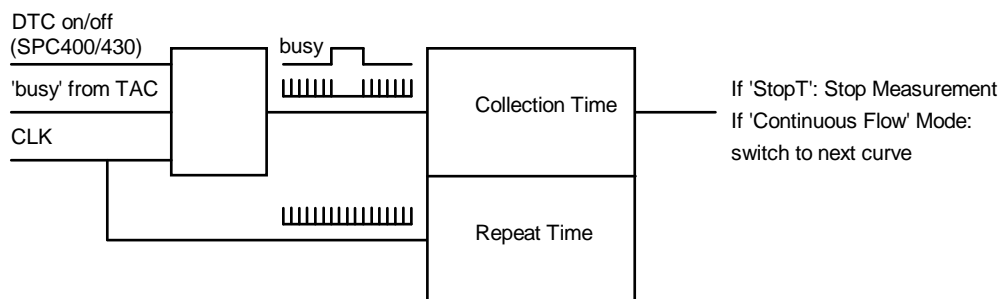 DTC on/off
(SPC400/430)
busy
'busy' from TAC
CLK
Collection Time
If 'StopT': Stop Measurement
If 'Continuous Flow' Mode:
switch to next curve
Repeat Time